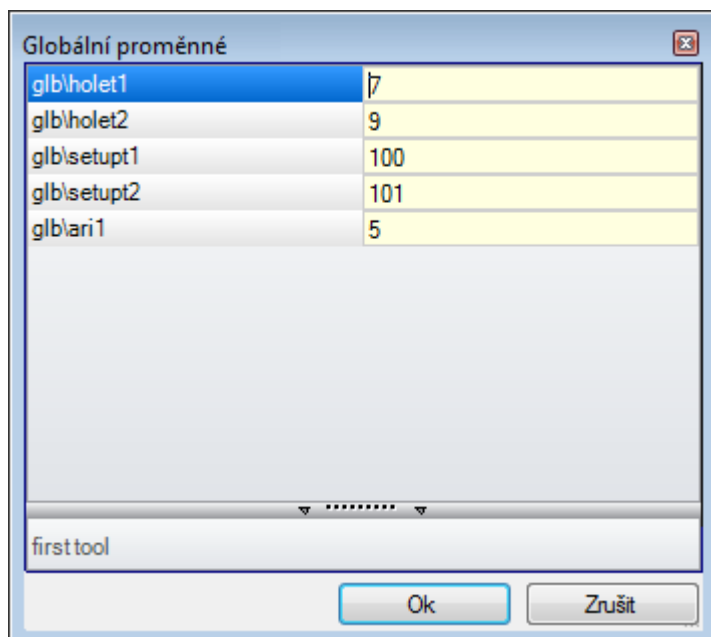 Globální proměnné
glb\holet1 7
glb\holet2 9
glb\setupt1 100
glb\setupt2 101
glb\ari1 5
first tool
Ok Zrušit